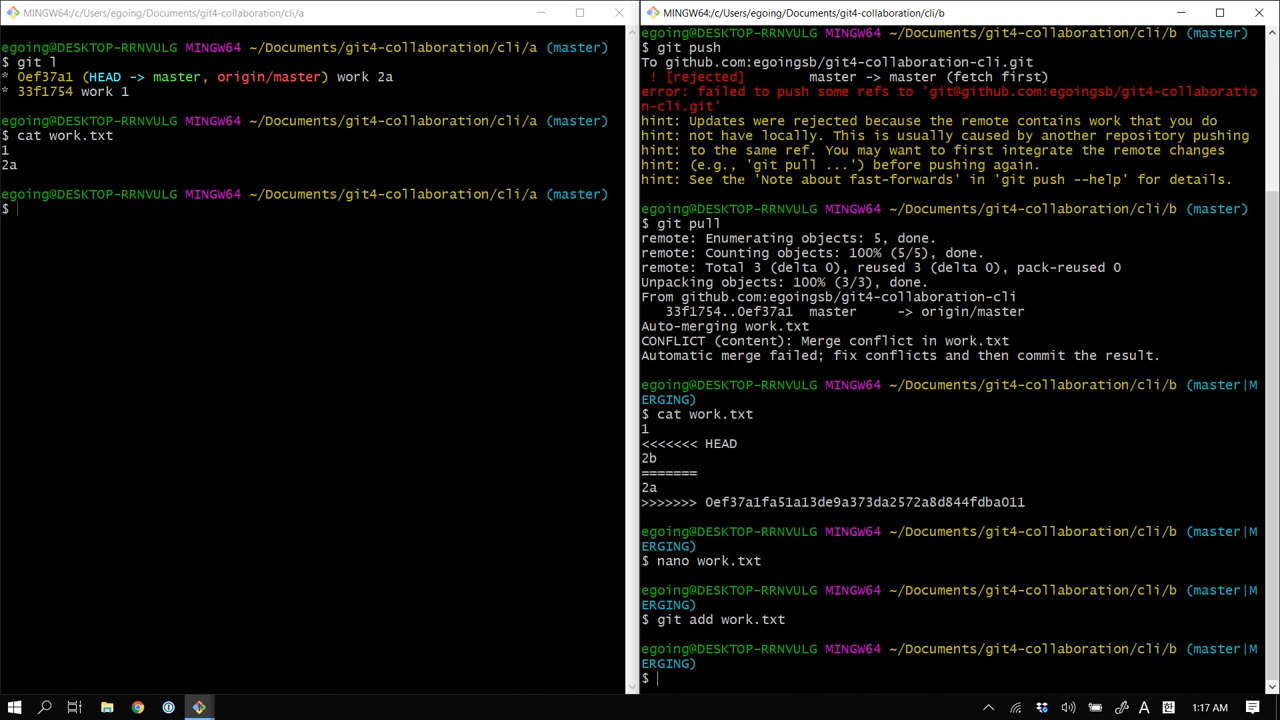 MINGW64:/c/Users/egoing/Documents/git4-collaboration/cli/a
egoing@DESKTOP-RRNVULG MINGW64 ~/Documents/git4-collaboration/cli/a (master)
$ git l
* 0ef37a1 (HEAD -> master, origin/master) work 2a
* 33f1754 work 1
egoing@DESKTOP-RRNVULG MINGW64 ~/Documents/git4-collaboration/cli/a (master)
$ cat work.txt
1
2a
egoing@DESKTOP-RRNVULG MINGW64 ~/Documents/git4-collaboration/cli/a (master)
$
MINGW64:/c/Users/egoing/Documents/git4-collaboration/cli/b
egoing@DESKTOP-RRNVULG MINGW64 ~/Documents/git4-collaboration/cli/b (master)
$ git push
To github.com:egoingsb/git4-collaboration-cli.git
! [rejected]        master -> master (fetch first)
error: failed to push some refs to 'git@github.com:egoingsb/git4-collaboratio
n-cli.git'
hint: Updates were rejected because the remote contains work that you do
hint: not have locally. This is usually caused by another repository pushing
hint: to the same ref. You may want to first integrate the remote changes
hint: (e.g., 'git pull ...') before pushing again.
hint: See the 'Note about fast-forwards' in 'git push --help' for details.
egoing@DESKTOP-RRNVULG MINGW64 ~/Documents/git4-collaboration/cli/b (master)
$ git pull
remote: Enumerating objects: 5, done.
remote: Counting objects: 100% (5/5), done.
remote: Total 3 (delta 0), reused 3 (delta 0), pack-reused 0
Unpacking objects: 100% (3/3), done.
From github.com:egoingsb/git4-collaboration-cli
33f1754..0ef37a1  master     -> origin/master
Auto-merging work.txt
CONFLICT (content): Merge conflict in work.txt
Automatic merge failed; fix conflicts and then commit the result.
egoing@DESKTOP-RRNVULG MINGW64 ~/Documents/git4-collaboration/cli/b (master|M
ERGING)
$ cat work.txt
1
<<<<<<< HEAD
2b
=======
2a
>>>>>>> 0ef37a1fa51a13de9a373da2572a8d844fdba011
egoing@DESKTOP-RRNVULG MINGW64 ~/Documents/git4-collaboration/cli/b (master|M
ERGING)
$ nano work.txt
egoing@DESKTOP-RRNVULG MINGW64 ~/Documents/git4-collaboration/cli/b (master|M
ERGING)
$ git add work.txt
egoing@DESKTOP-RRNVULG MINGW64 ~/Documents/git4-collaboration/cli/b (master|M
ERGING)
$
A 한 1:17 AM